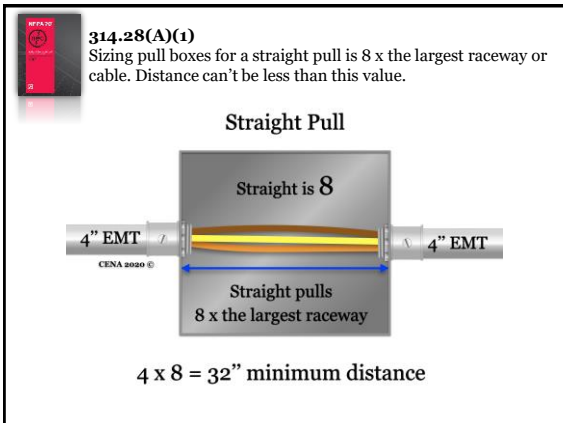 NFPA 70
314.28(A)(1)
Sizing pull boxes for a straight pull is 8 x the largest raceway or
cable. Distance can’t be less than this value.
Straight Pull
Straight is 8
4” EMT
4” EMT
CENA 2020 ©
Straight pulls
8 x the largest raceway
4 x 8 = 32” minimum distance